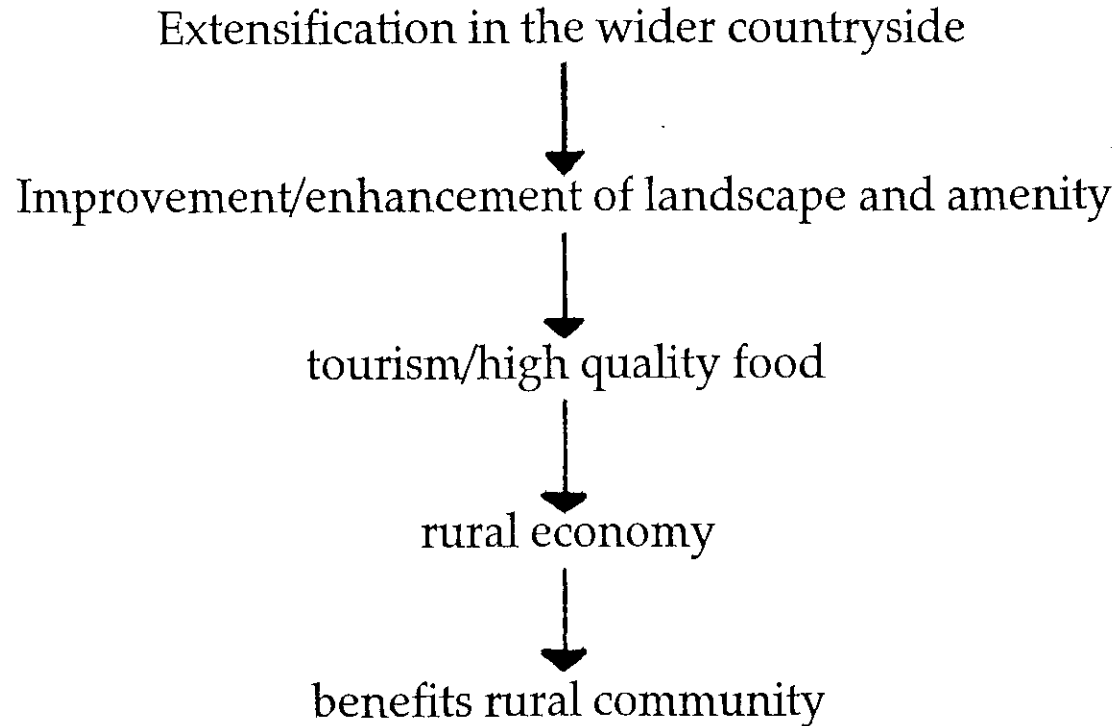 Extensification in the wider countryside
Improvement/enhancement of landscape and amenity
tourism/high quality food
rural economy
benefits rural community